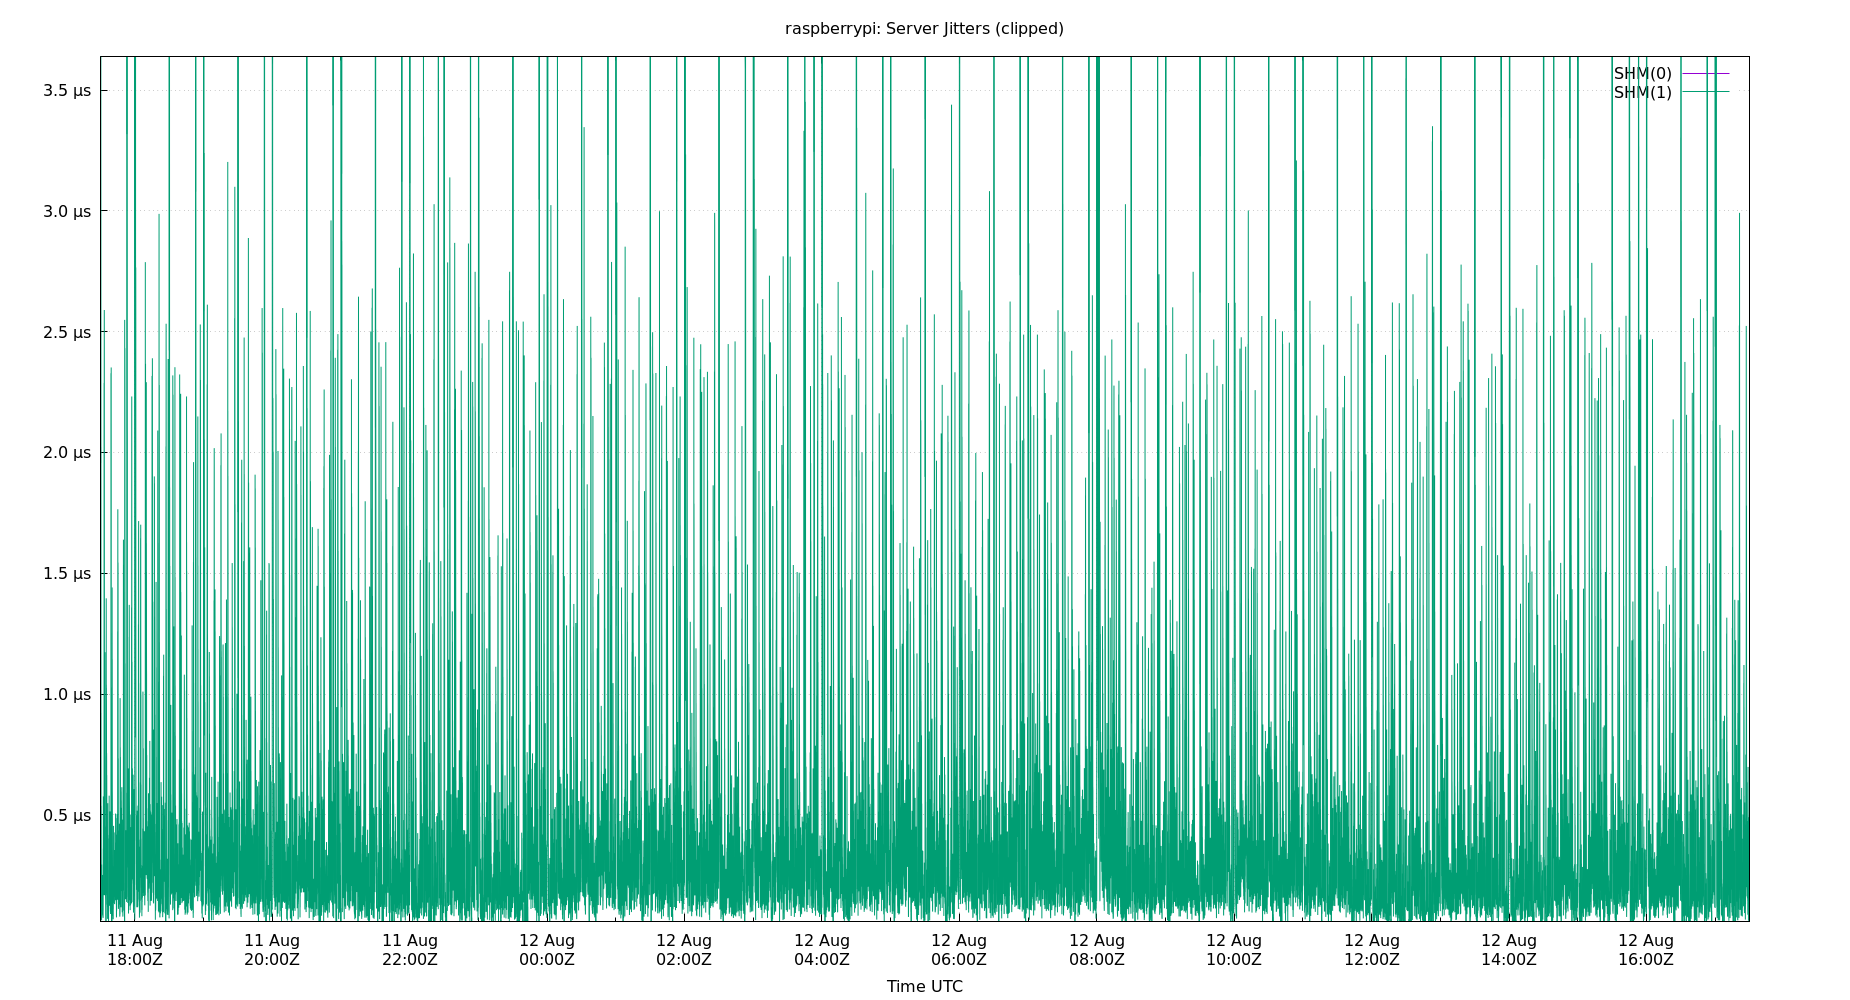 raspberrypi: Server Jitters (clipped)
SHM(0)
SHM(1)
3.5 µs
3.0 µs
2.5 µs
2.0 µs
1.5 µs
1.0 µs
0.5 µs
11 Aug 11 Aug 11 Aug 12 Aug 12 Aug 12 Aug 12 Aug 12 Aug 12 Aug 12 Aug 12 Aug 12 Aug
18:00Z 20:00Z 22:00Z 00:00Z 02:00Z 04:00Z 06:00Z 08:00Z 10:00Z 12:00Z 14:00Z 16:00Z
Time UTC